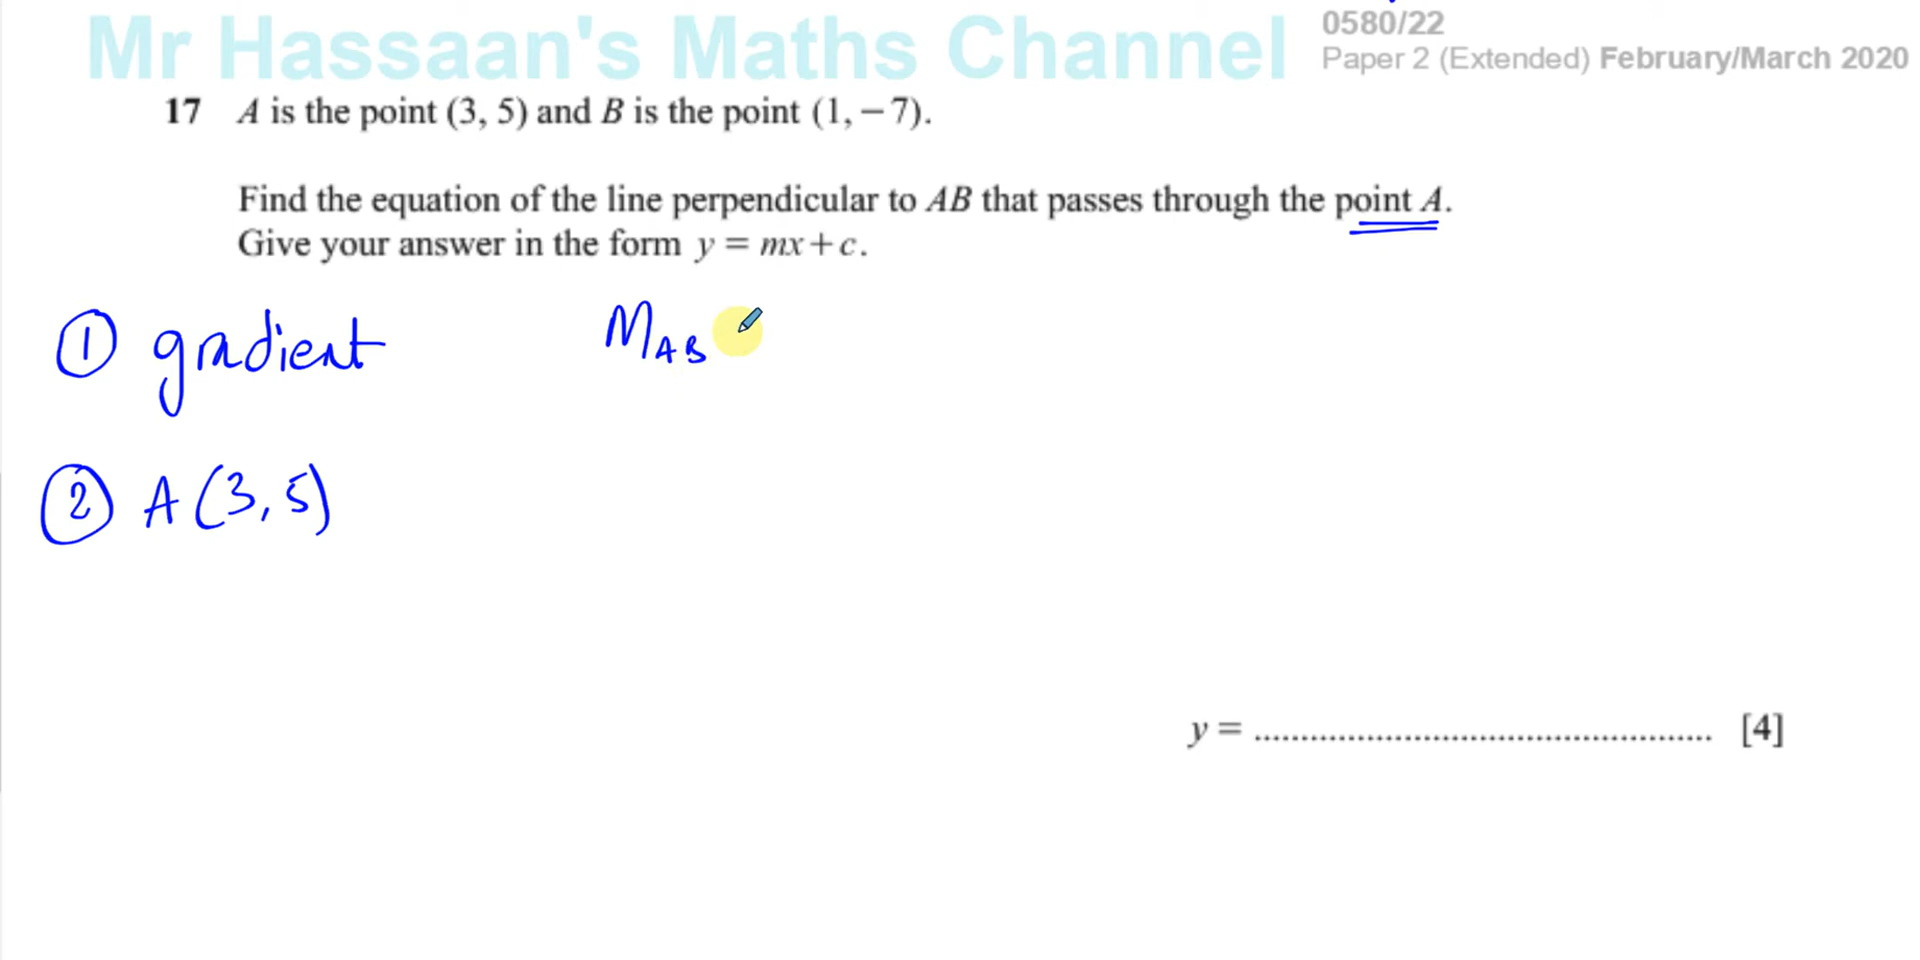 Mr Hassaan's Maths Channel
0580/22
Paper 2 (Extended) February/March 2020
17 A is the point (3, 5) and B is the point (1, −7).
Find the equation of the line perpendicular to AB that passes through the point A.
Give your answer in the form y = mx + c.
① gradient M_AB
② A (3, 5)
y = .................................................. [4]